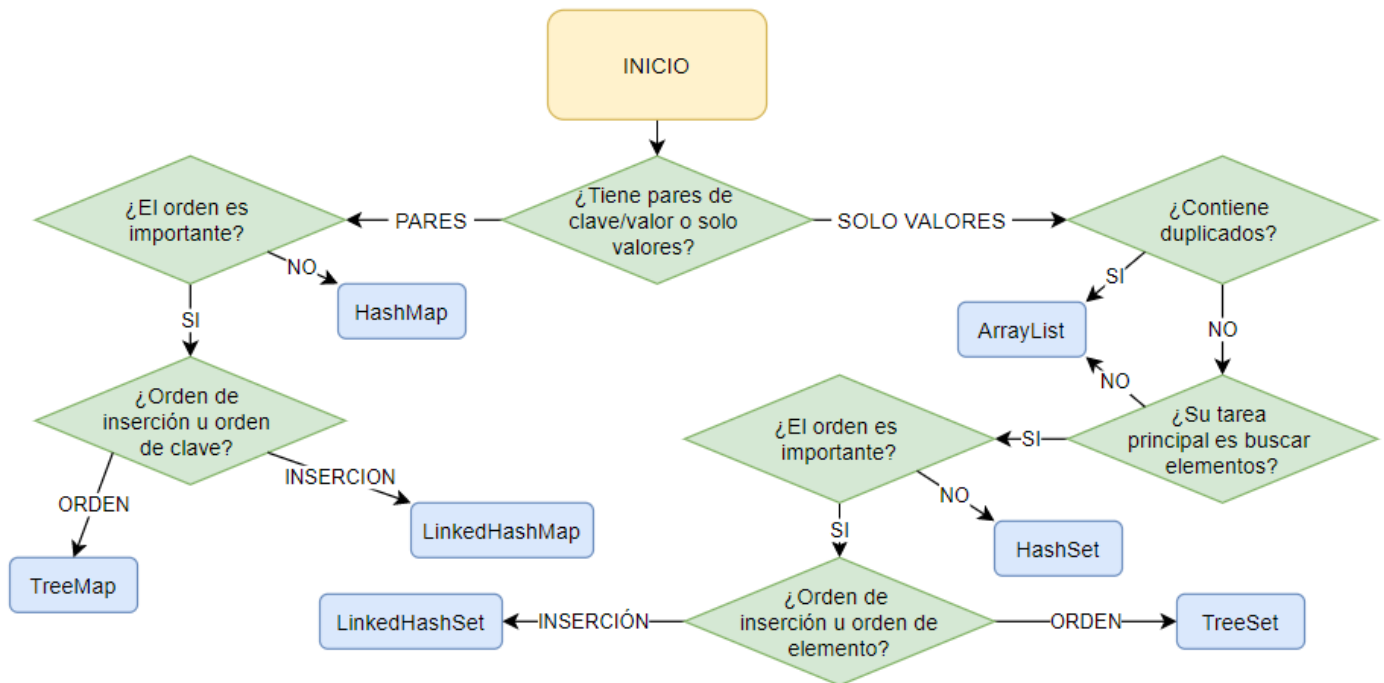 INICIO
¿Tiene pares de
clave/valor o solo
valores?
PARES
SOLO VALORES
¿El orden es
importante?
NO
HashMap
SI
¿Orden de
inserción u orden
de clave?
INSERCION
LinkedHashMap
ORDEN
TreeMap
¿Contiene
duplicados?
SI
ArrayList
NO
NO
¿Su tarea
principal es buscar
elementos?
SI
¿El orden es
importante?
NO
HashSet
SI
¿Orden de
inserción u orden de
elemento?
INSERCIÓN
LinkedHashSet
ORDEN
TreeSet